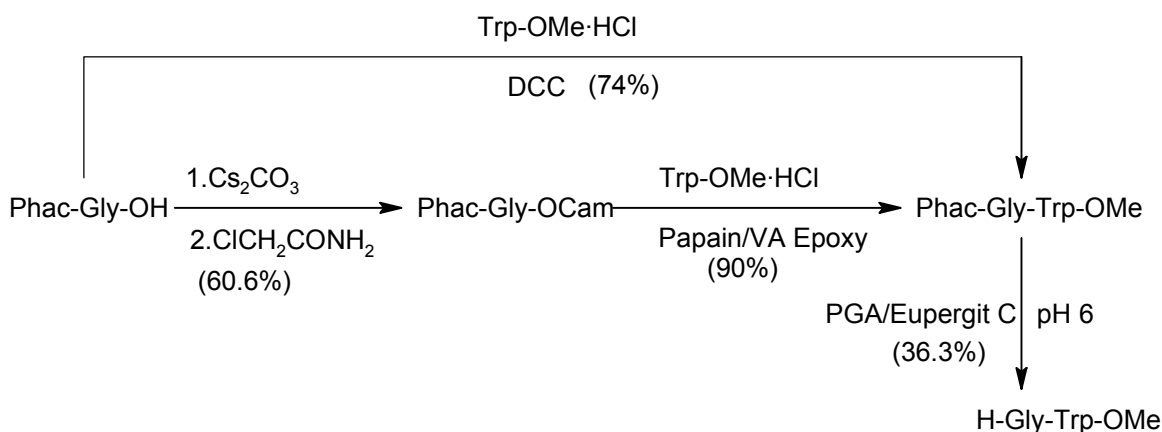 Trp-OMe·HCl
DCC (74%)
1.Cs₂CO₃
Trp-OMe·HCl
Phac-Gly-OH
Phac-Gly-OCam
Phac-Gly-Trp-OMe
2.ClCH₂CONH₂
Papain/VA Epoxy
(60.6%)
(90%)
PGA/Eupergit C pH 6
(36.3%)
H-Gly-Trp-OMe